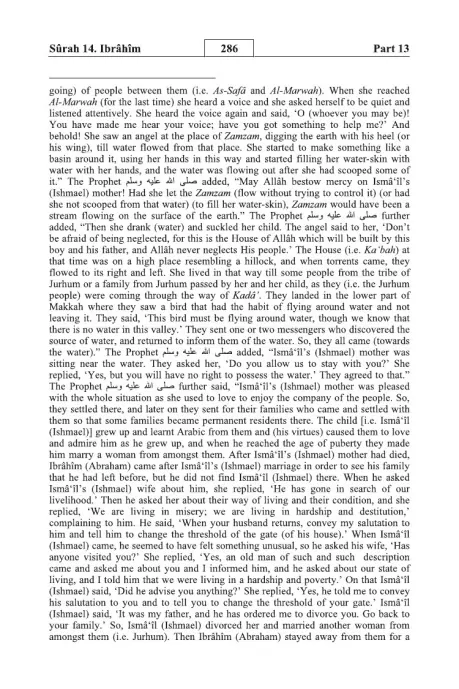 Sûrah 14. Ibrâhîm 286 Part 13
going) of people between them (i.e. As-Safâ and Al-Marwah). When she reached
Al-Marwah (for the last time) she heard a voice and she asked herself to be quiet and
listened attentively. She heard the voice again and said, 'O (whoever you may be)!
You have made me hear your voice; have you got something to help me?' And
behold! She saw an angel at the place of Zamzam, digging the earth with his heel (or
his wing), till water flowed from that place. She started to make something like a
basin around it, using her hands in this way and started filling her water-skin with
water with her hands, and the water was flowing out after she had scooped some of
it." The Prophet صلى الله عليه وسلم added, "May Allâh bestow mercy on Ismâ'îl's
(Ishmael) mother! Had she let the Zamzam (flow without trying to control it) (or had
she not scooped from that water) (to fill her water-skin), Zamzam would have been a
stream flowing on the surface of the earth." The Prophet صلى الله عليه وسلم further
added, "Then she drank (water) and suckled her child. The angel said to her, 'Don't
be afraid of being neglected, for this is the House of Allâh which will be built by this
boy and his father, and Allâh never neglects His people.' The House (i.e. Ka'bah) at
that time was on a high place resembling a hillock, and when torrents came, they
flowed to its right and left. She lived in that way till some people from the tribe of
Jurhum or a family from Jurhum passed by her and her child, as they (i.e. the Jurhum
people) were coming through the way of Kadâ'. They landed in the lower part of
Makkah where they saw a bird that had the habit of flying around water and not
leaving it. They said, 'This bird must be flying around water, though we know that
there is no water in this valley.' They sent one or two messengers who discovered the
source of water, and returned to inform them of the water. So, they all came (towards
the water)." The Prophet صلى الله عليه وسلم added, "Ismâ'îl's (Ishmael) mother was
sitting near the water. They asked her, 'Do you allow us to stay with you?' She
replied, 'Yes, but you will have no right to possess the water.' They agreed to that."
The Prophet صلى الله عليه وسلم further said, "Ismâ'îl's (Ishmael) mother was pleased
with the whole situation as she used to love to enjoy the company of the people. So,
they settled there, and later on they sent for their families who came and settled with
them so that some families became permanent residents there. The child [i.e. Ismâ'îl
(Ishmael)] grew up and learnt Arabic from them and (his virtues) caused them to love
and admire him as he grew up, and when he reached the age of puberty they made
him marry a woman from amongst them. After Ismâ'îl's (Ishmael) mother had died,
Ibrâhîm (Abraham) came after Ismâ'îl's (Ishmael) marriage in order to see his family
that he had left before, but he did not find Ismâ'îl (Ishmael) there. When he asked
Ismâ'îl's (Ishmael) wife about him, she replied, 'He has gone in search of our
livelihood.' Then he asked her about their way of living and their condition, and she
replied, 'We are living in misery; we are living in hardship and destitution,'
complaining to him. He said, 'When your husband returns, convey my salutation to
him and tell him to change the threshold of the gate (of his house).' When Ismâ'îl
(Ishmael) came, he seemed to have felt something unusual, so he asked his wife, 'Has
anyone visited you?' She replied, 'Yes, an old man of such and such description
came and asked me about you and I informed him, and he asked about our state of
living, and I told him that we were living in a hardship and poverty.' On that Ismâ'îl
(Ishmael) said, 'Did he advise you anything?' She replied, 'Yes, he told me to convey
his salutation to you and to tell you to change the threshold of your gate.' Ismâ'îl
(Ishmael) said, 'It was my father, and he has ordered me to divorce you. Go back to
your family.' So, Ismâ'îl (Ishmael) divorced her and married another woman from
amongst them (i.e. Jurhum). Then Ibrâhîm (Abraham) stayed away from them for a